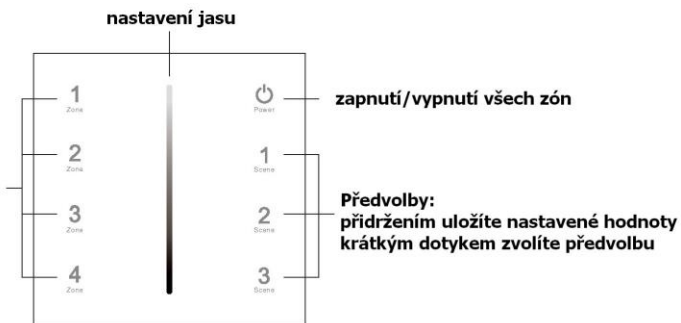 nastavení jasu
1
Zone
Power
zapnutí/vypnutí všech zón
2
Zone
1
Scene
3
Zone
2
Scene
Předvolby:
přidržením uložíte nastavené hodnoty
krátkým dotykem zvolíte předvolbu
4
Zone
3
Scene